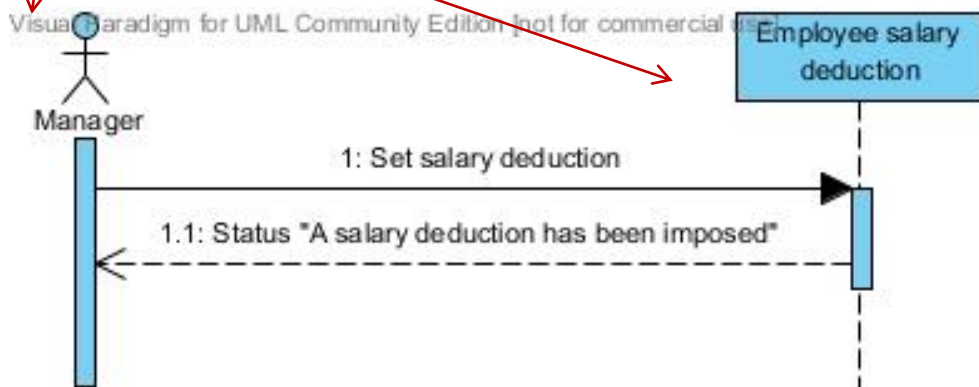 Visual Paradigm for UML Community Edition [not for commercial use]
Employee salary
deduction
Manager
1: Set salary deduction
1.1: Status "A salary deduction has been imposed"